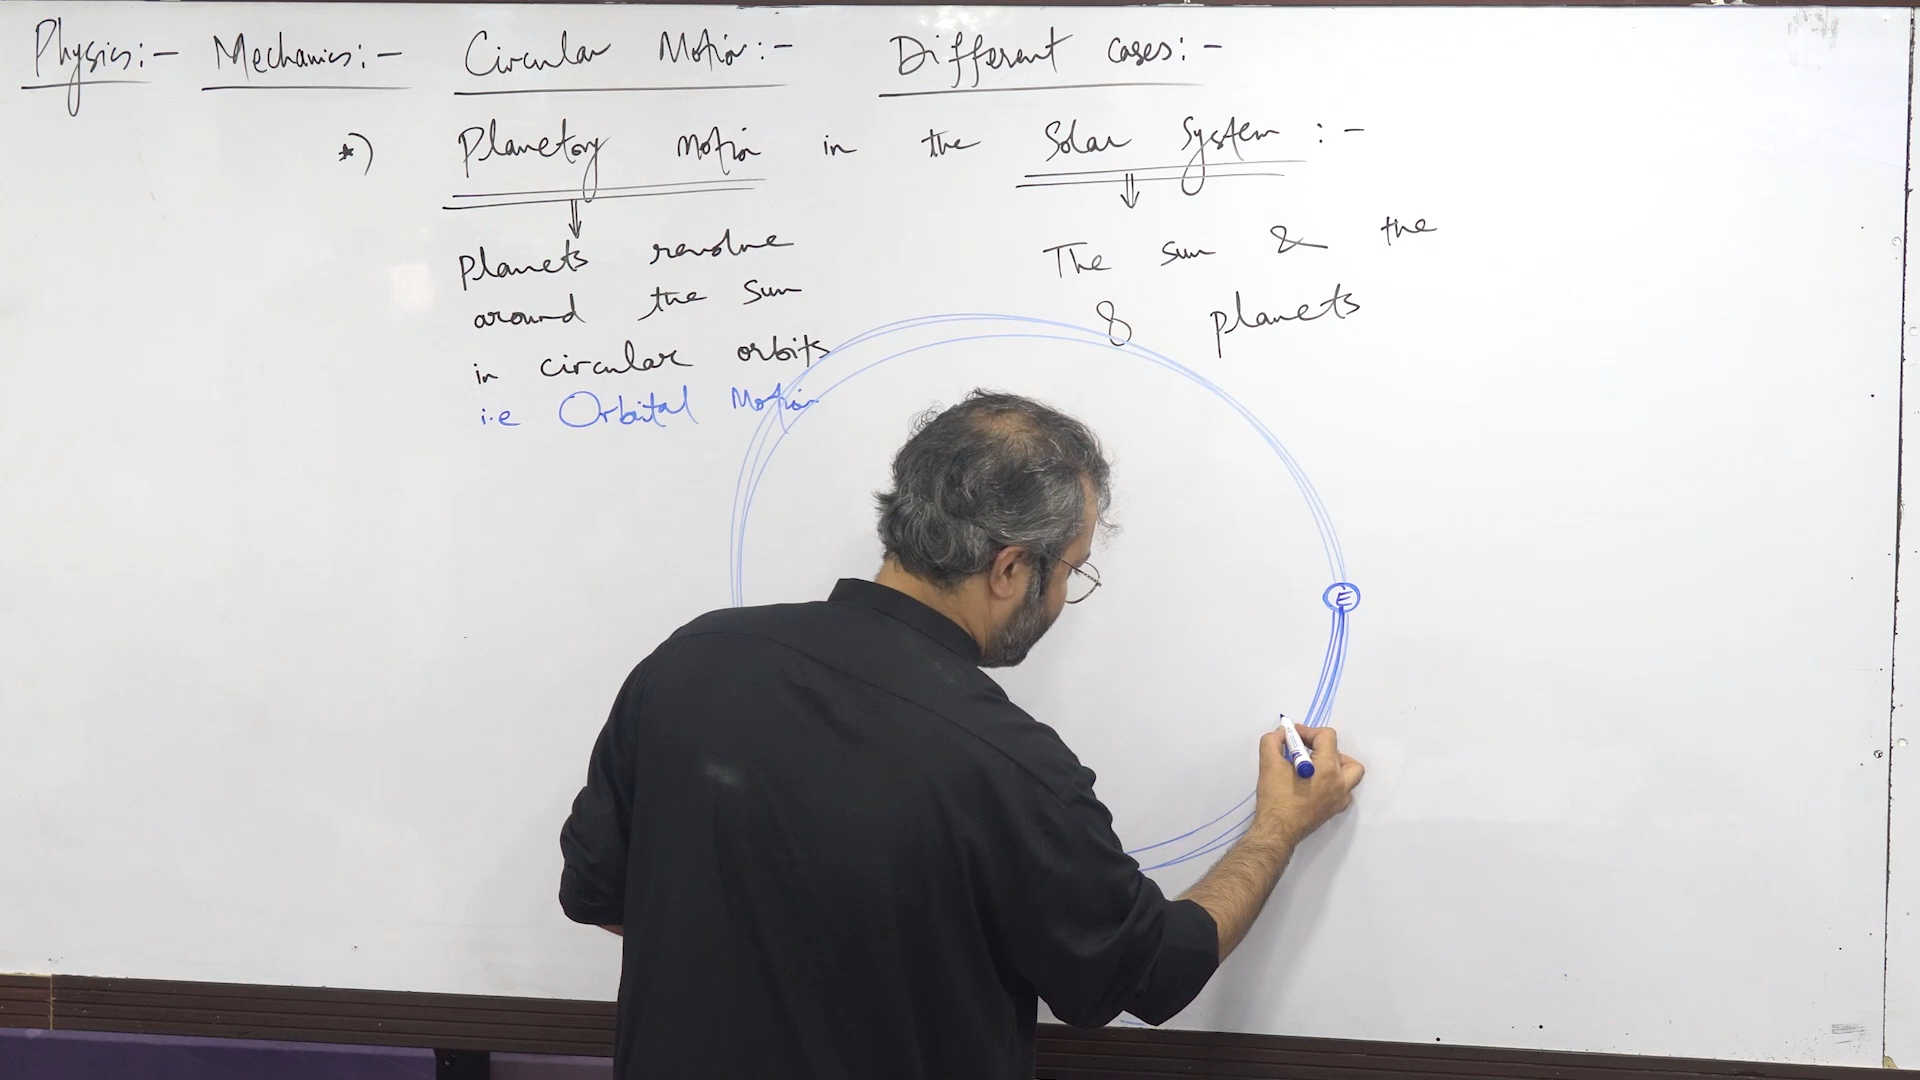 Physics:- Mechanics:- Circular Motion:- Different cases:-
*) Planetory Motion in the Solar System :-
Planets revolve
around the sun
in circular orbits
i.e Orbital Motion
The sun & the
8 planets
E